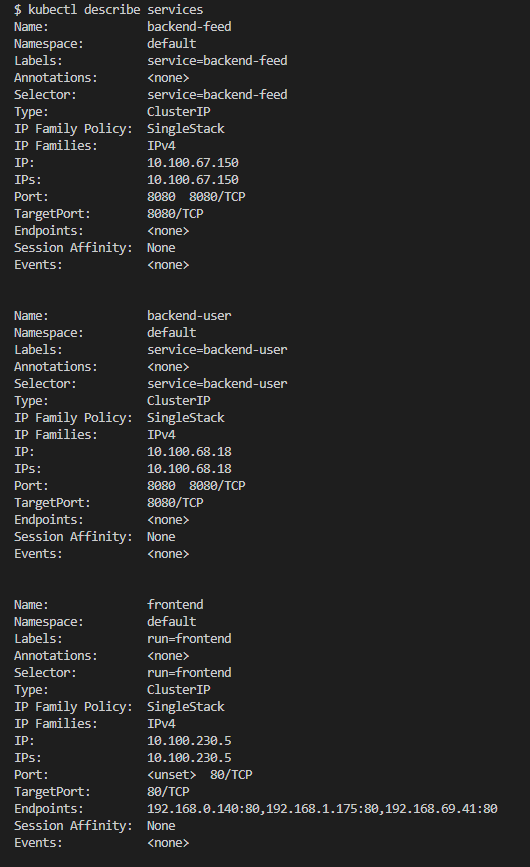 $ kubectl describe services
Name:              backend-feed
Namespace:         default
Labels:            service=backend-feed
Annotations:       <none>
Selector:          service=backend-feed
Type:              ClusterIP
IP Family Policy:  SingleStack
IP Families:       IPv4
IP:                10.100.67.150
IPs:               10.100.67.150
Port:              8080  8080/TCP
TargetPort:        8080/TCP
Endpoints:         <none>
Session Affinity:  None
Events:            <none>

Name:              backend-user
Namespace:         default
Labels:            service=backend-user
Annotations:       <none>
Selector:          service=backend-user
Type:              ClusterIP
IP Family Policy:  SingleStack
IP Families:       IPv4
IP:                10.100.68.18
IPs:               10.100.68.18
Port:              8080  8080/TCP
TargetPort:        8080/TCP
Endpoints:         <none>
Session Affinity:  None
Events:            <none>

Name:              frontend
Namespace:         default
Labels:            run=frontend
Annotations:       <none>
Selector:          run=frontend
Type:              ClusterIP
IP Family Policy:  SingleStack
IP Families:       IPv4
IP:                10.100.230.5
IPs:               10.100.230.5
Port:              <unset>  80/TCP
TargetPort:        80/TCP
Endpoints:         192.168.0.140:80,192.168.1.175:80,192.168.69.41:80
Session Affinity:  None
Events:            <none>